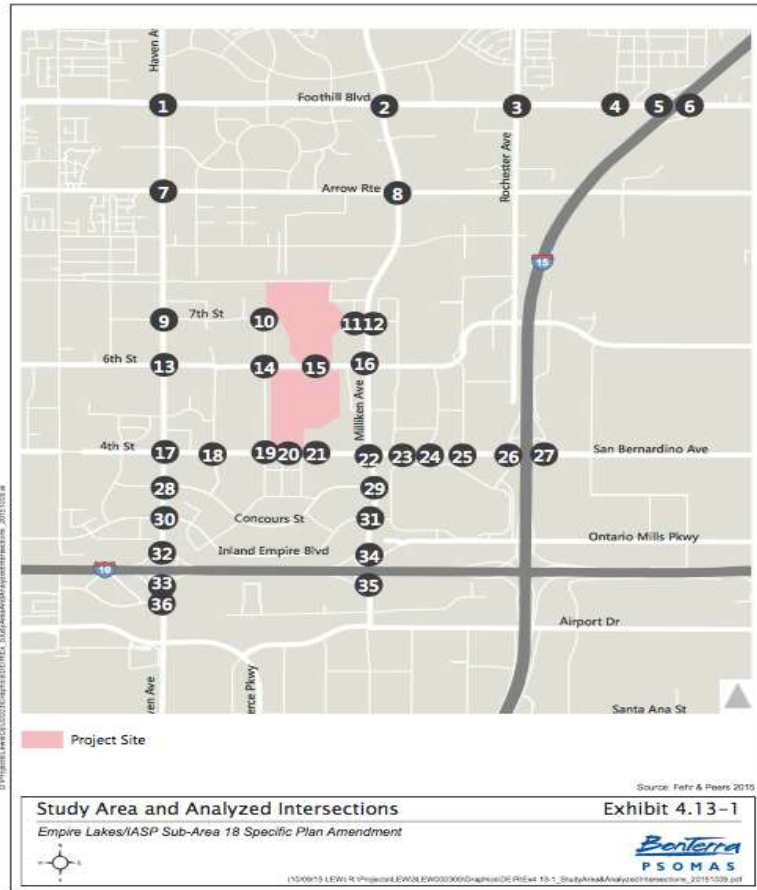 Haven A
Foothill Blvd
1
2
3
4
5
6
Rochester Ave
Arrow Rte
7
8
15
7th St
9
10
11
12
6th St
13
14
15
16
Milliken Ave
4th St
17
18
19
20
21
22
23
24
25
26
27
San Bernardino Ave
28
29
30
Concours St
31
Ontario Mills Pkwy
32
Inland Empire Blvd
34
10
33
35
36
Airport Dr
ven Ave
erce Pkwy
Santa Ana St
Project Site
Source: Fehr & Peers 2015
Study Area and Analyzed Intersections
Exhibit 4.13-1
Empire Lakes/IASP Sub-Area 18 Specific Plan Amendment
BonTerra
PSOMAS